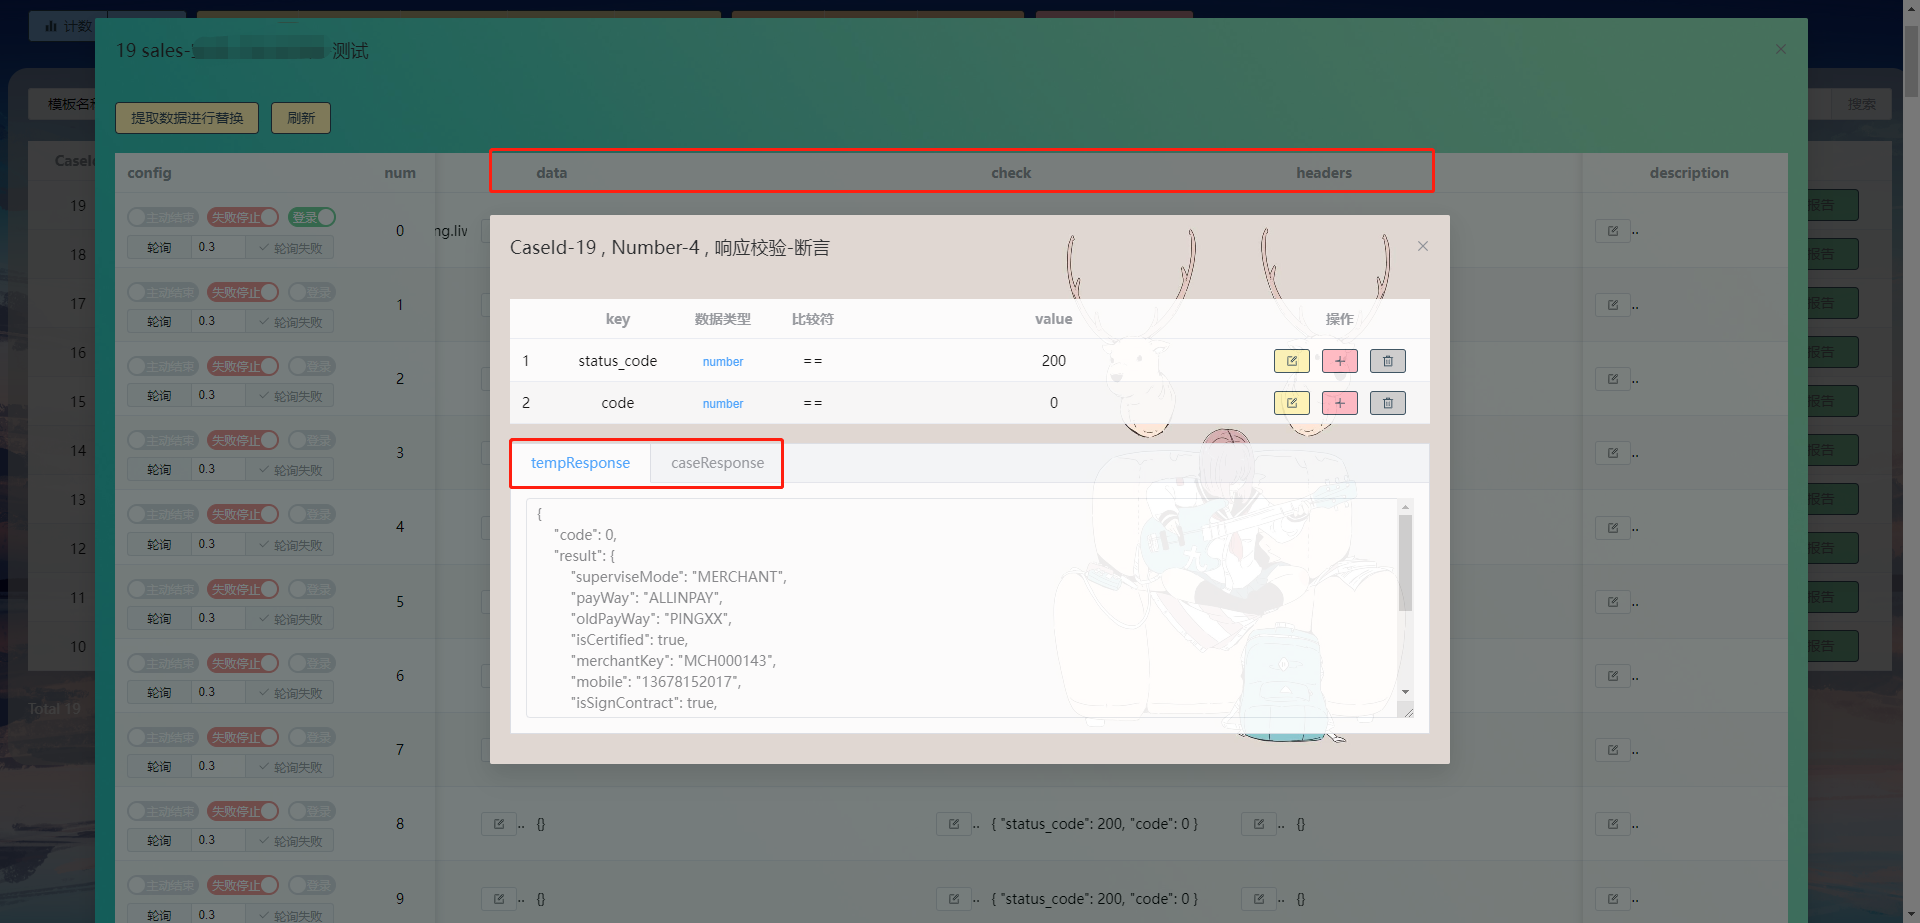 计数
19 sales-
测试
模板名称
搜索
提取数据进行替换 刷新
CaseId
config num data check headers description
19
主动结束 失败停止 登录
轮询 0.3 轮询失败
0
ng.liv
..
报告
CaseId-19 , Number-4 , 响应校验-断言
18
报告
主动结束 失败停止 登录
轮询 0.3 轮询失败
1
..
17
报告
key 数据类型 比较符 value 操作
1 status_code number == 200
2 code number == 0
16
报告
主动结束 失败停止 登录
轮询 0.3 轮询失败
2
..
15
报告
14
报告
主动结束 失败停止 登录
轮询 0.3 轮询失败
3
..
tempResponse caseResponse
13
报告
{
"code": 0,
"result": {
"superviseMode": "MERCHANT",
"payWay": "ALLINPAY",
"oldPayWay": "PINGXX",
"isCertified": true,
"merchantKey": "MCH000143",
"mobile": "13678152017",
"isSignContract": true,
主动结束 失败停止 登录
轮询 0.3 轮询失败
4
..
12
报告
主动结束 失败停止 登录
轮询 0.3 轮询失败
5
..
11
报告
10
报告
主动结束 失败停止 登录
轮询 0.3 轮询失败
6
..
Total 19
主动结束 失败停止 登录
轮询 0.3 轮询失败
7
..
主动结束 失败停止 登录
轮询 0.3 轮询失败
8
.. {}
.. { "status_code": 200, "code": 0 }
.. {}
..
主动结束 失败停止 登录
轮询 0.3 轮询失败
9
.. {}
.. { "status_code": 200, "code": 0 }
.. {}
..